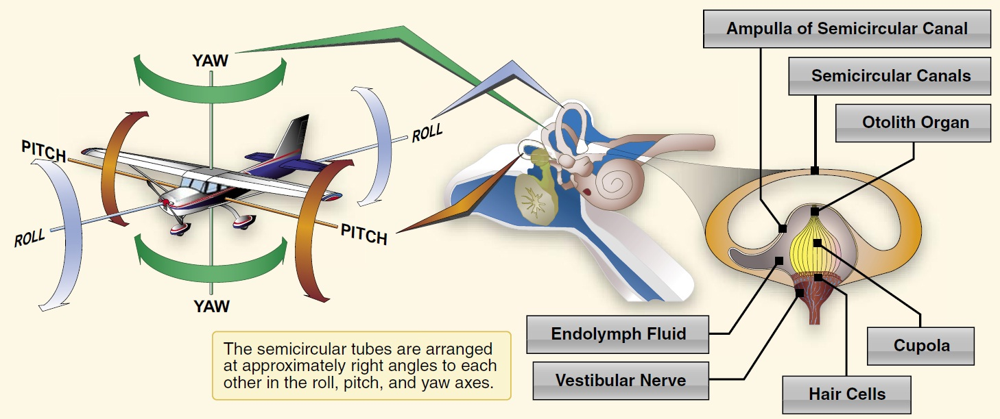 YAW
ROLL
PITCH
PITCH
ROLL
YAW
The semicircular tubes are arranged
at approximately right angles to each
other in the roll, pitch, and yaw axes.
Ampulla of Semicircular Canal
Semicircular Canals
Otolith Organ
Endolymph Fluid
Vestibular Nerve
Cupola
Hair Cells